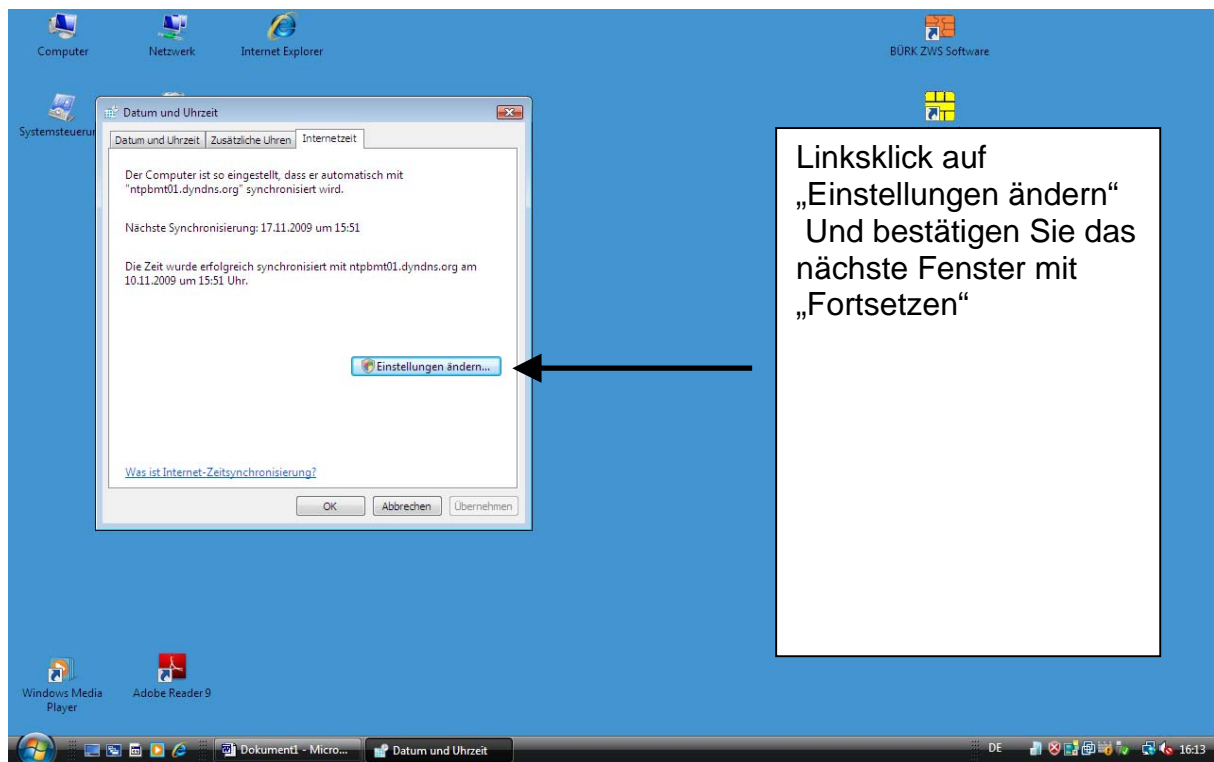 Computer
Netzwerk
Internet Explorer
BÜRK ZWS Software
Systemsteuerun
Datum und Uhrzeit
Datum und Uhrzeit
Zusätzliche Uhren
Internetzeit
Der Computer ist so eingestellt, dass er automatisch mit
"ntpbmt01.dyndns.org" synchronisiert wird.
Nächste Synchronisierung: 17.11.2009 um 15:51
Die Zeit wurde erfolgreich synchronisiert mit ntpbmt01.dyndns.org am
10.11.2009 um 15:51 Uhr.
Einstellungen ändern...
Was ist Internet-Zeitsynchronisierung?
OK
Abbrechen
Übernehmen
Linksklick auf
„Einstellungen ändern“
Und bestätigen Sie das
nächste Fenster mit
„Fortsetzen“
Windows Media
Player
Adobe Reader 9
Dokument1 - Micro...
Datum und Uhrzeit
DE
16:13